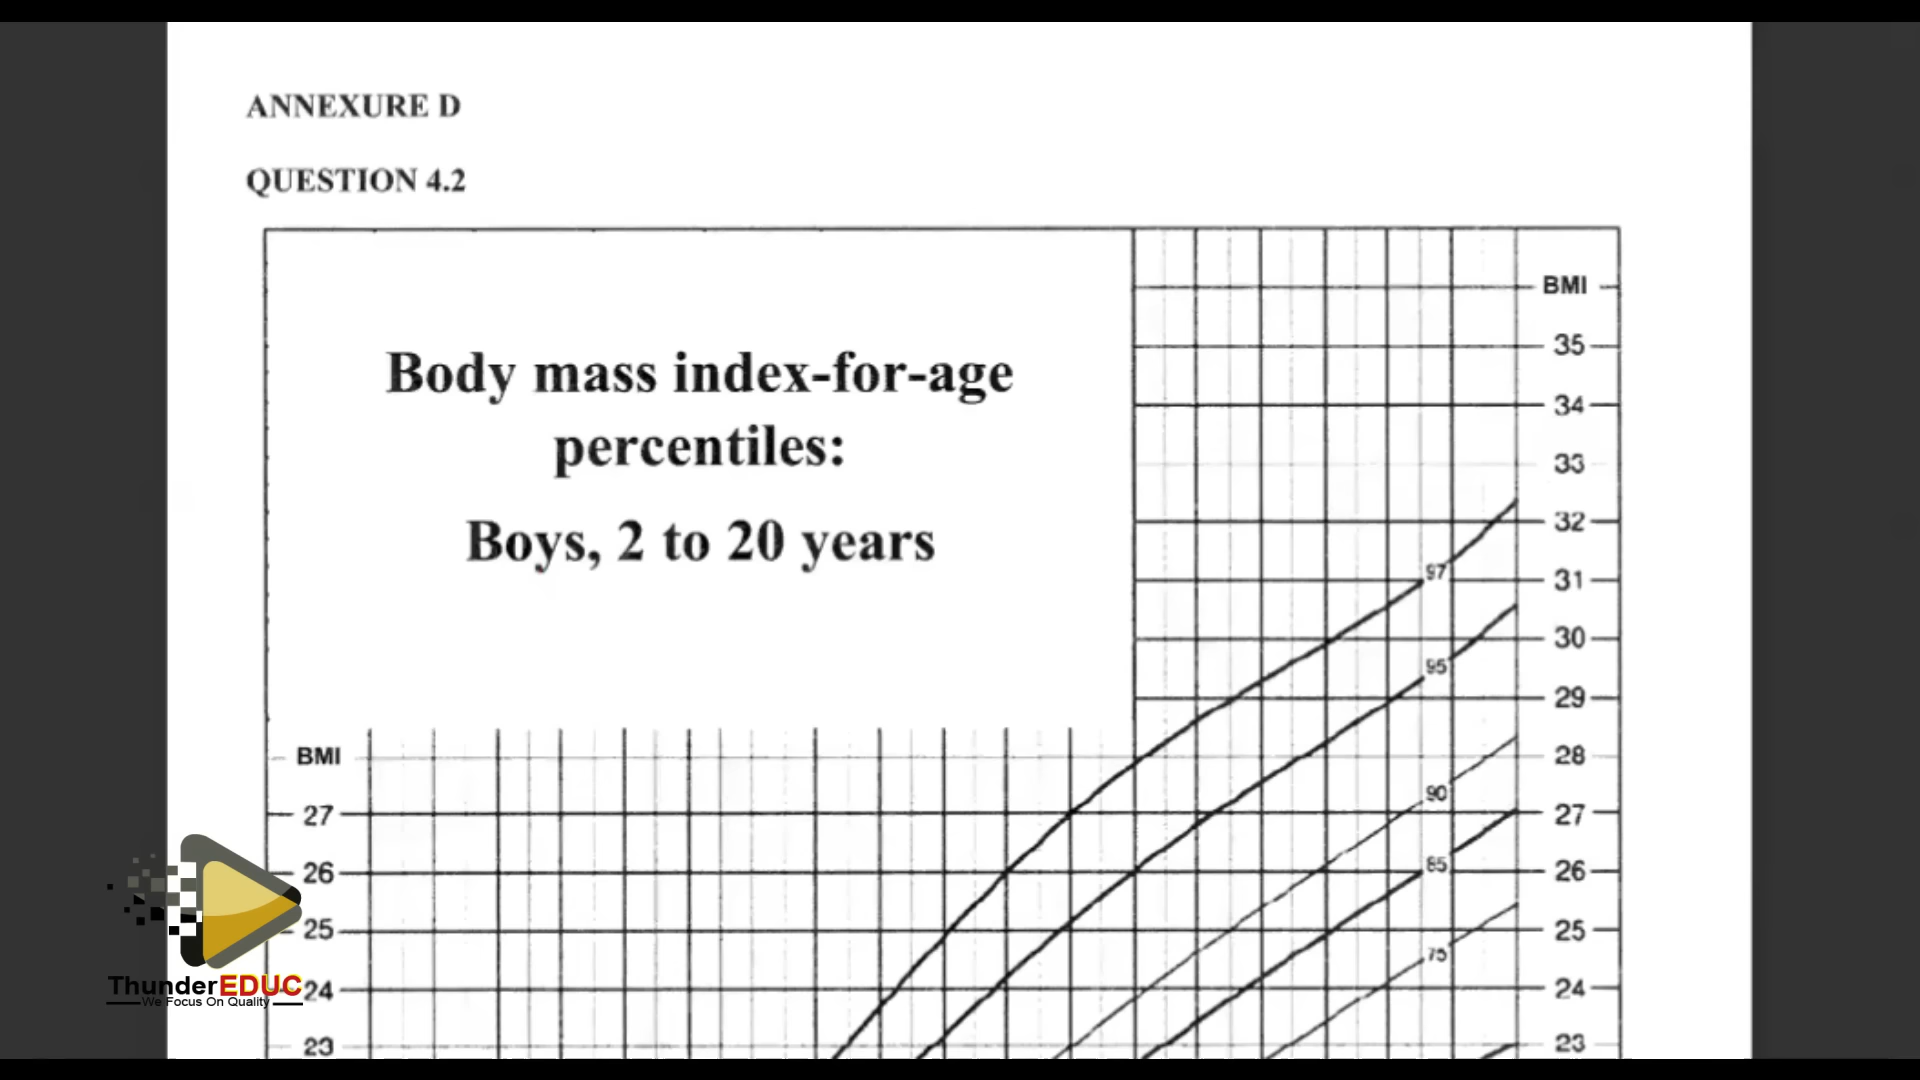 ANNEXURE D
QUESTION 4.2
Body mass index-for-age
percentiles:
Boys, 2 to 20 years
BMI
35
34
33
32
97
31
30
95
29
BMI
28
90
27
27
85
26
26
25
25
75
24
24
23
23
ThunderEDUC
We Focus On Quality